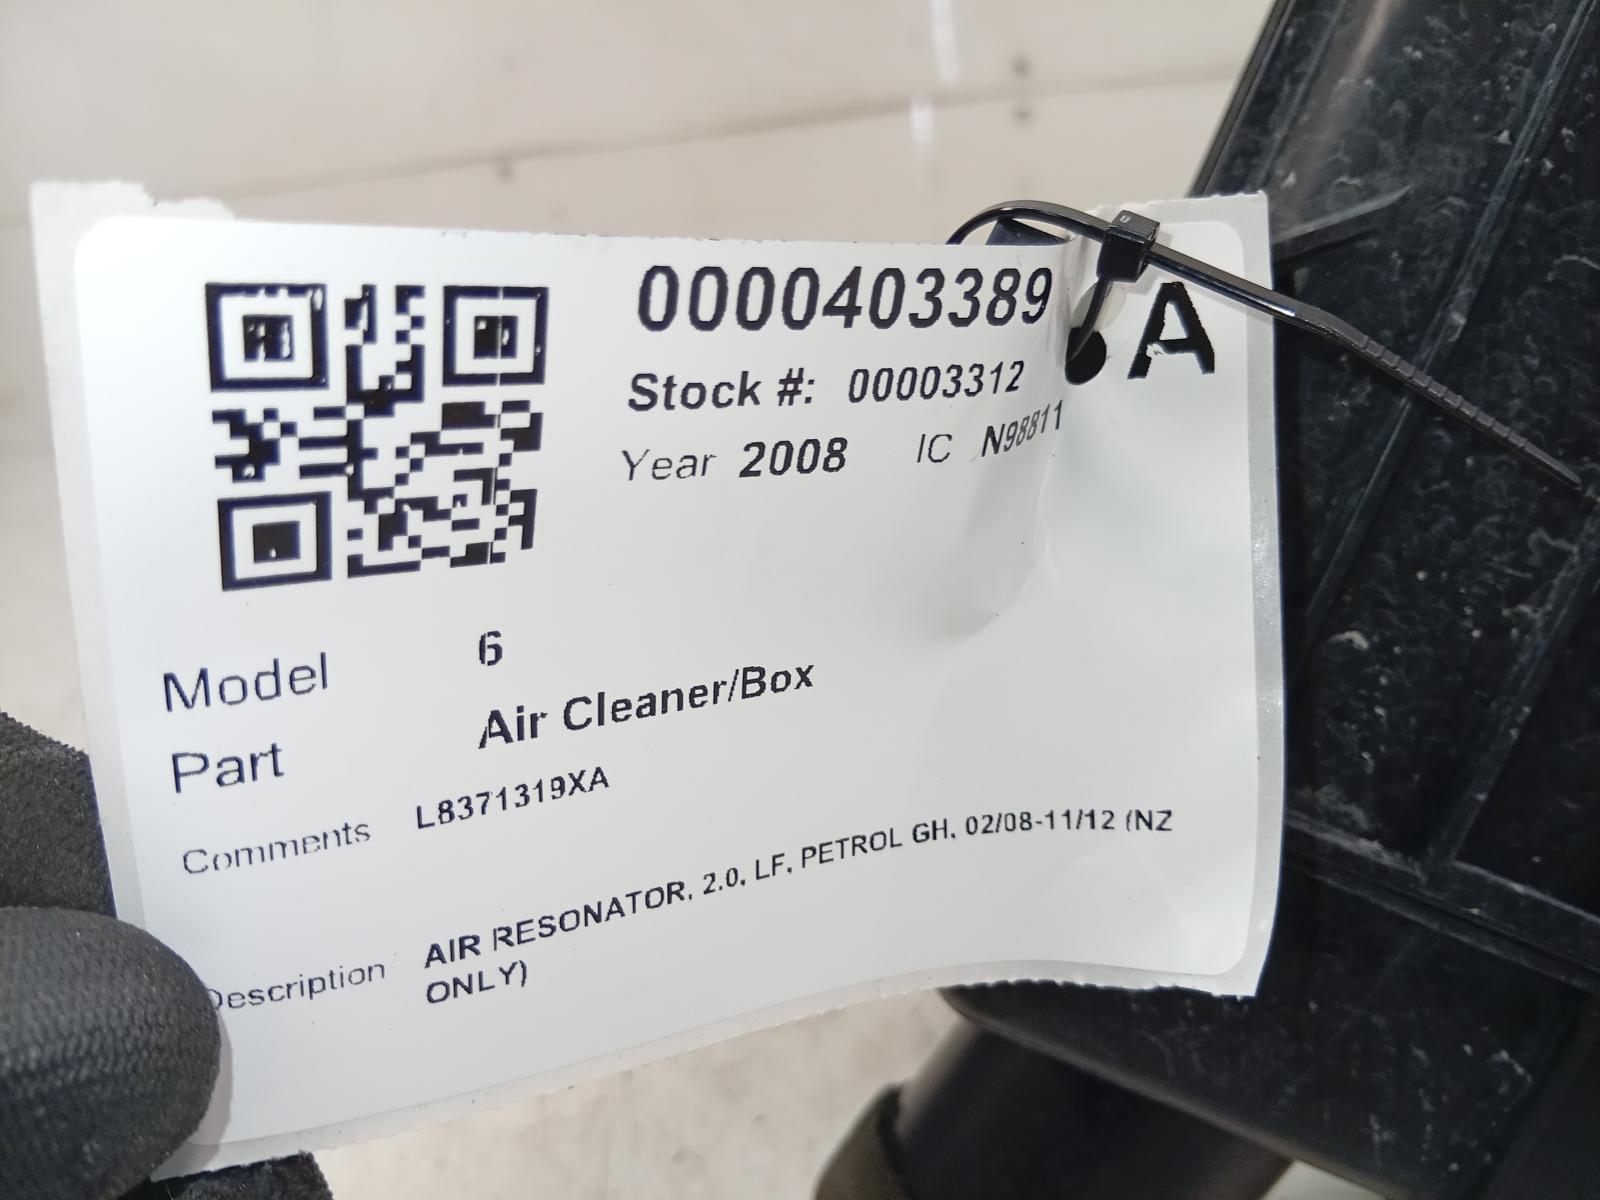 0000403389
A
Stock #: 00003312
Year 2008 IC N98811
Model 6
Part Air Cleaner/Box
Comments L8371319XA
Description AIR RESONATOR, 2.0, LF, PETROL GH, 02/08-11/12 (NZ
ONLY)